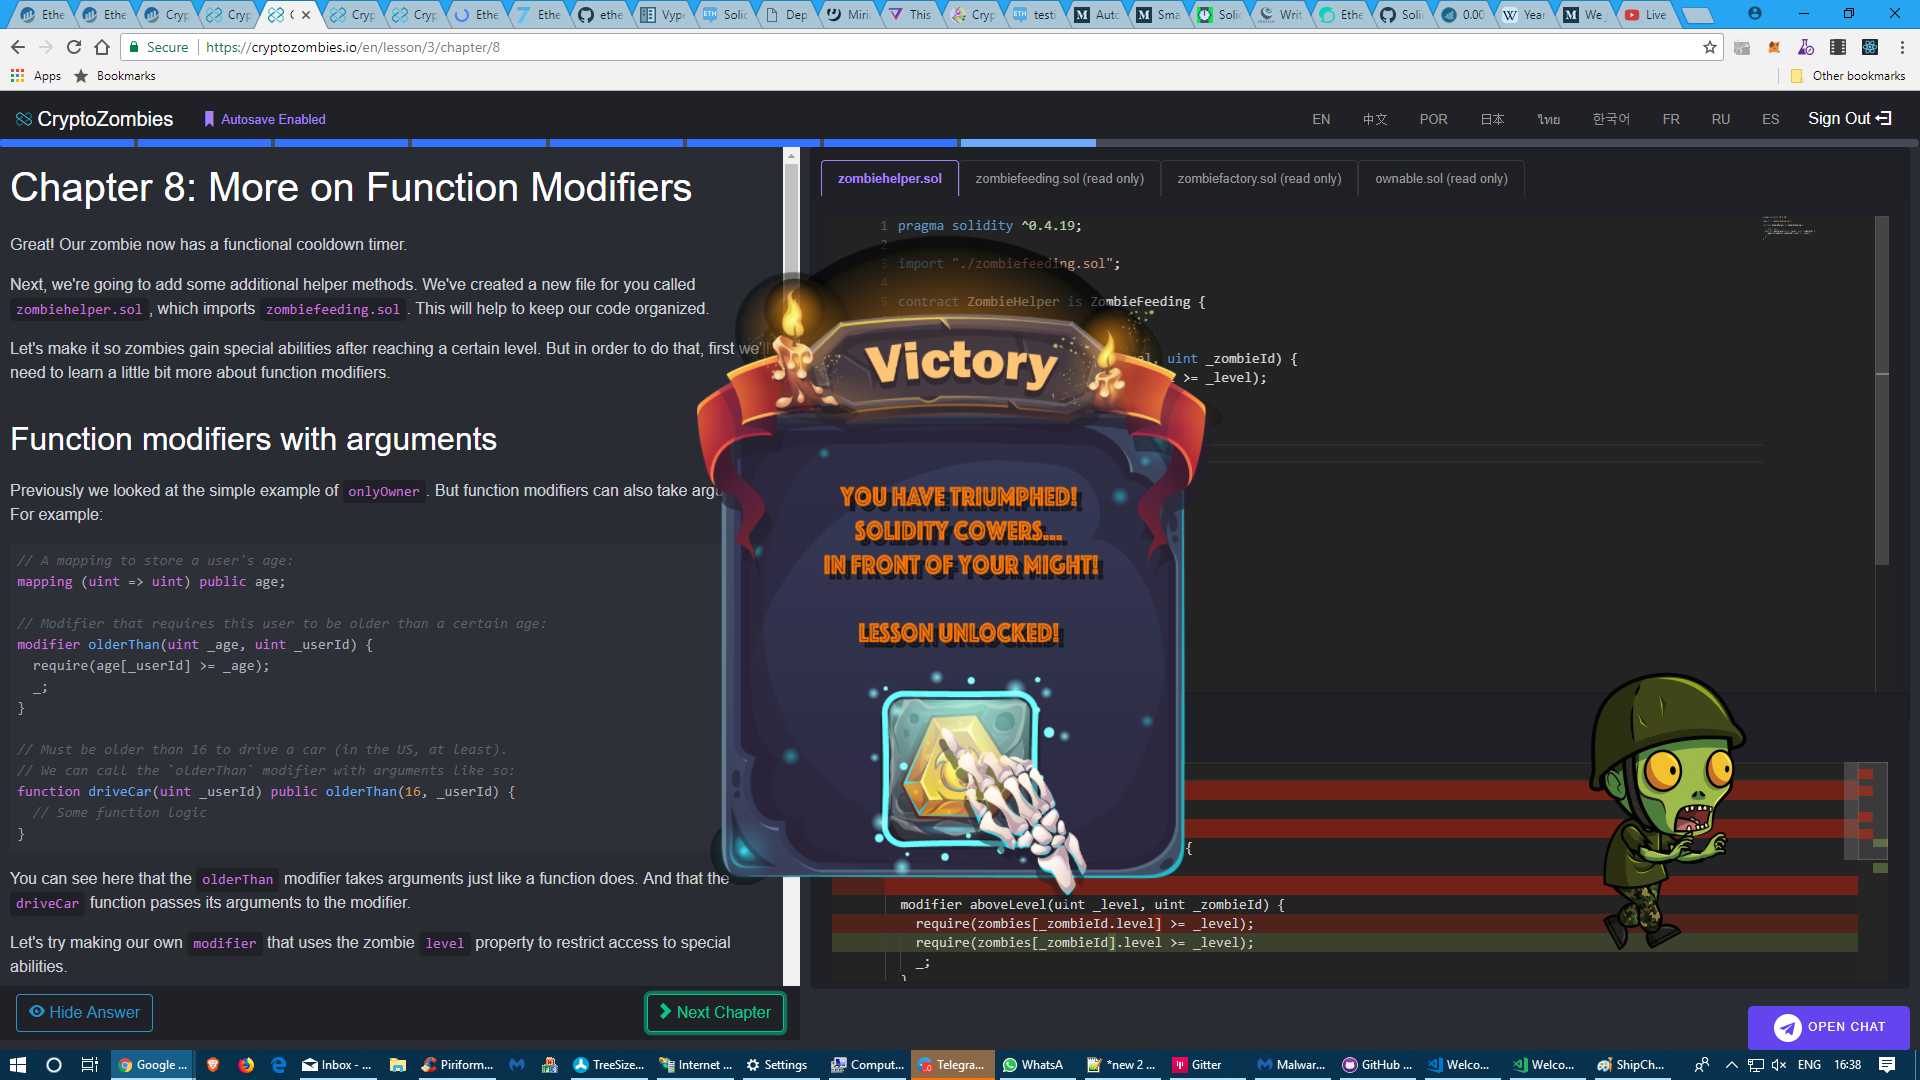 Ethe
Ethe
Cryp
Cryp
C
Cryp
Cryp
Ethe
Ethe
ethe
Vype
Solid
Dep
Miri
This
Cryp
testi
Auto
Sma
Solid
Writ
Ethe
Solid
0.00
Year
We
Live
Secure
https://cryptozombies.io/en/lesson/3/chapter/8
Apps
Bookmarks
Other bookmarks
CryptoZombies
Autosave Enabled
EN
中文
POR
日本
ไทย
한국어
FR
RU
ES
Sign Out
Chapter 8: More on Function Modifiers
Great! Our zombie now has a functional cooldown timer.
Next, we're going to add some additional helper methods. We've created a new file for you called
zombiehelper.sol , which imports zombiefeeding.sol . This will help to keep our code organized.
Let's make it so zombies gain special abilities after reaching a certain level. But in order to do that, first we'll
need to learn a little bit more about function modifiers.
Function modifiers with arguments
Previously we looked at the simple example of onlyOwner . But function modifiers can also take argu
For example:
// A mapping to store a user's age:
mapping (uint => uint) public age;
// Modifier that requires this user to be older than a certain age:
modifier olderThan(uint _age, uint _userId) {
require(age[_userId] >= _age);
_;
}
// Must be older than 16 to drive a car (in the US, at least).
// We can call the `olderThan` modifier with arguments like so:
function driveCar(uint _userId) public olderThan(16, _userId) {
// Some function logic
}
You can see here that the olderThan modifier takes arguments just like a function does. And that the
driveCar function passes its arguments to the modifier.
Let's try making our own modifier that uses the zombie level property to restrict access to special
abilities.
Hide Answer
Next Chapter
zombiehelper.sol
zombiefeeding.sol (read only)
zombiefactory.sol (read only)
ownable.sol (read only)
1 pragma solidity ^0.4.19;
2
3 import "./zombiefeeding.sol";
4
5 contract ZombieHelper is ZombieFeeding {
l, uint _zombieId) {
>= _level);
Victory
YOU HAVE TRIUMPHED!
SOLIDITY COWERS...
IN FRONT OF YOUR MIGHT!
LESSON UNLOCKED!
{
modifier aboveLevel(uint _level, uint _zombieId) {
require(zombies[_zombieId.level] >= _level);
require(zombies[_zombieId].level >= _level);
_;
}
OPEN CHAT
Google ...
Inbox - ...
Piriform...
TreeSize...
Internet ...
Settings
Comput...
Telegra...
WhatsA
*new 2 ...
Gitter
Malwar...
GitHub ...
Welco...
Welco...
ShipCh...
ENG
16:38